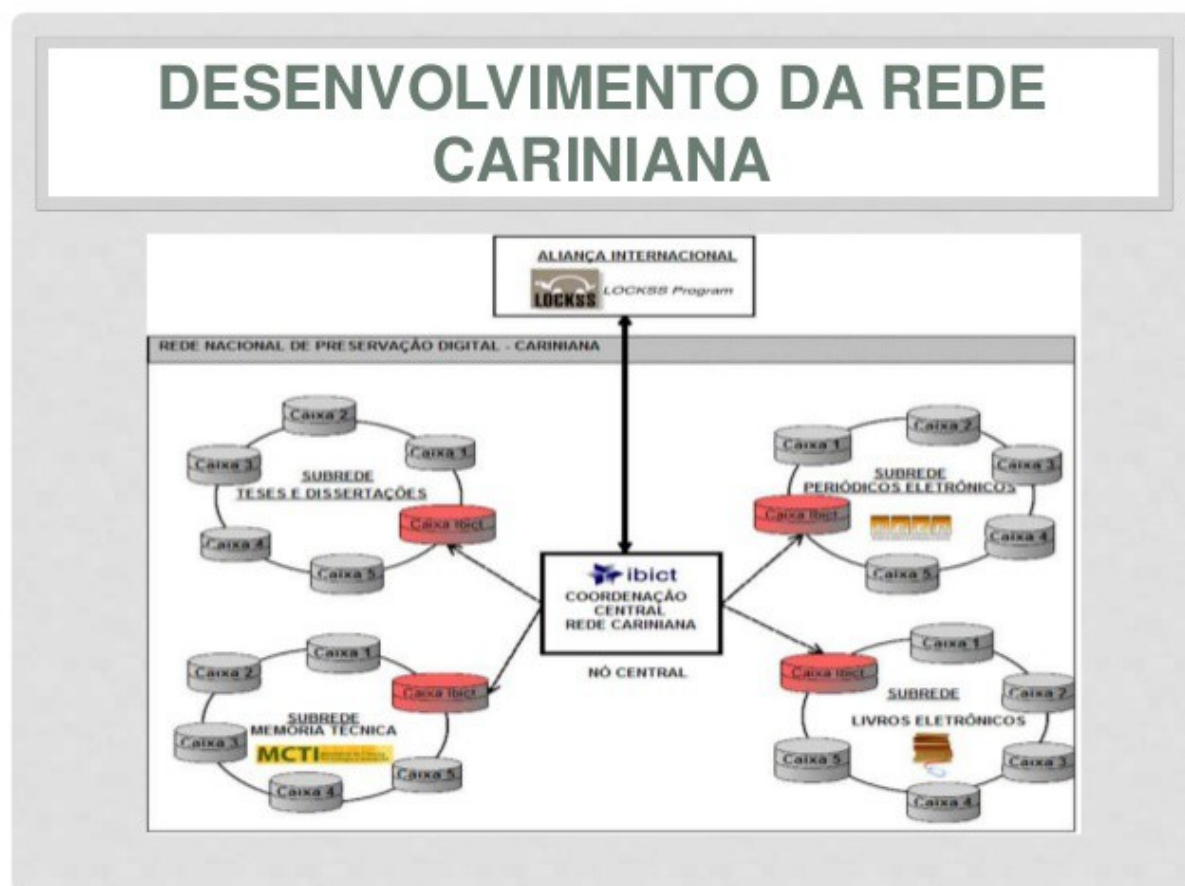 DESENVOLVIMENTO DA REDE
CARINIANA
ALIANÇA INTERNACIONAL
LOCKSS
LOCKSS Program
REDE NACIONAL DE PRESERVAÇÃO DIGITAL - CARINIANA
Caixa 2
Caixa 1
Caixa 3
SUBREDE
TESES E DISSERTAÇÕES
Caixa Ibict
Caixa 4
Caixa 5
Caixa 2
Caixa 1
Caixa 3
SUBREDE
PERIÓDICOS ELETRÔNICOS
Caixa Ibict
Caixa 4
Caixa 5
ibict
COORDENAÇÃO
CENTRAL
REDE CARINIANA
NÓ CENTRAL
Caixa 1
Caixa 2
Caixa Ibict
SUBREDE
MEMÓRIA TÉCNICA
MCTI
Caixa 3
Caixa 5
Caixa 4
Caixa 1
Caixa Ibict
Caixa 2
SUBREDE
LIVROS ELETRÔNICOS
Caixa 5
Caixa 3
Caixa 4